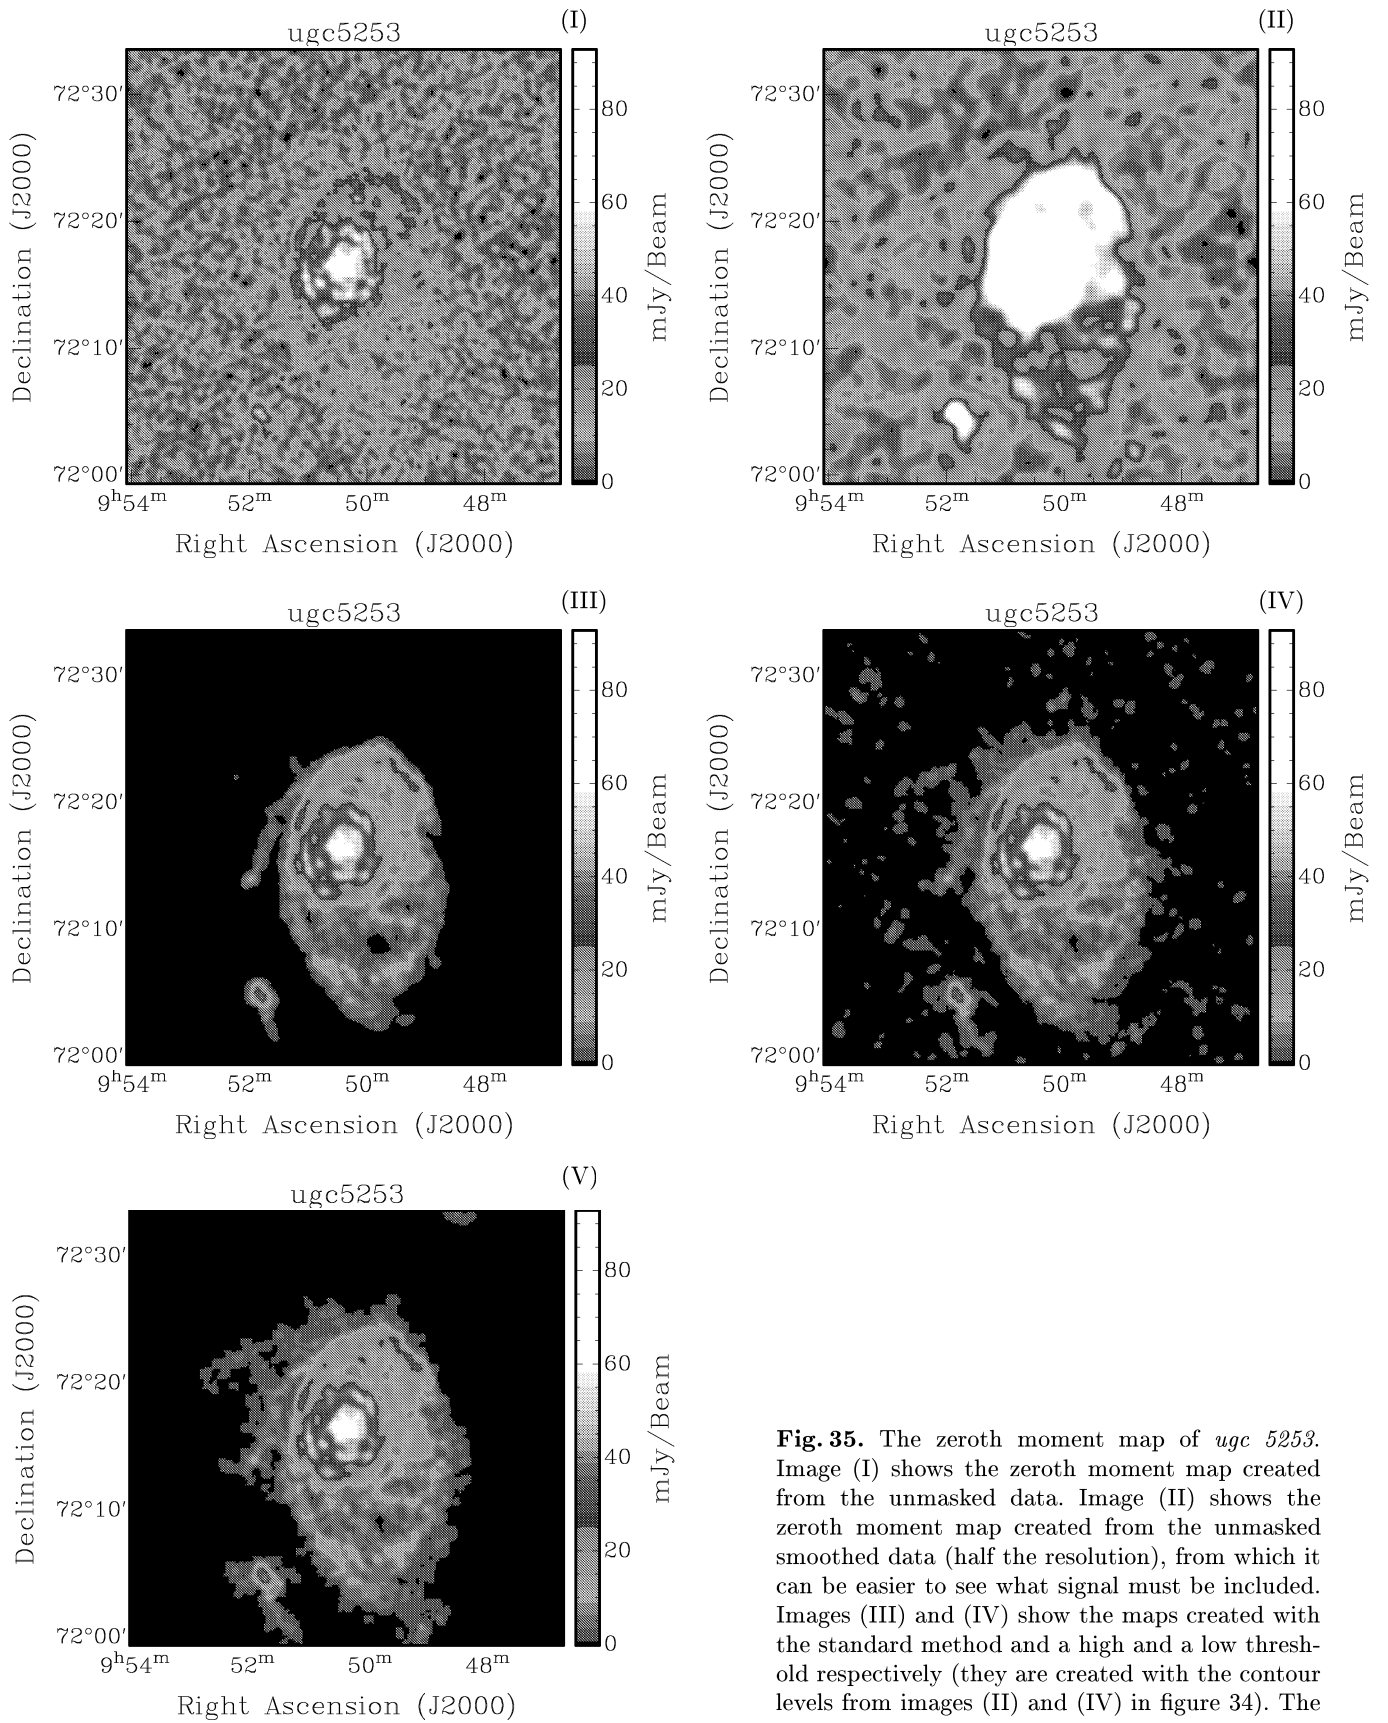 (I)
ugc5253
72°30′
72°20′
72°10′
72°00′
9ʰ54ᵐ 52ᵐ 50ᵐ 48ᵐ
Right Ascension (J2000)
Declination (J2000)
80
60
40
20
0
mJy/Beam
(II)
ugc5253
72°30′
72°20′
72°10′
72°00′
9ʰ54ᵐ 52ᵐ 50ᵐ 48ᵐ
Right Ascension (J2000)
Declination (J2000)
80
60
40
20
0
mJy/Beam
(III)
ugc5253
72°30′
72°20′
72°10′
72°00′
9ʰ54ᵐ 52ᵐ 50ᵐ 48ᵐ
Right Ascension (J2000)
Declination (J2000)
80
60
40
20
0
mJy/Beam
(IV)
ugc5253
72°30′
72°20′
72°10′
72°00′
9ʰ54ᵐ 52ᵐ 50ᵐ 48ᵐ
Right Ascension (J2000)
Declination (J2000)
80
60
40
20
0
mJy/Beam
(V)
ugc5253
72°30′
72°20′
72°10′
72°00′
9ʰ54ᵐ 52ᵐ 50ᵐ 48ᵐ
Right Ascension (J2000)
Declination (J2000)
80
60
40
20
0
mJy/Beam
Fig. 35. The zeroth moment map of ugc 5253.
Image (I) shows the zeroth moment map created
from the unmasked data. Image (II) shows the
zeroth moment map created from the unmasked
smoothed data (half the resolution), from which it
can be easier to see what signal must be included.
Images (III) and (IV) show the maps created with
the standard method and a high and a low thresh-
old respectively (they are created with the contour
levels from images (II) and (IV) in figure 34). The